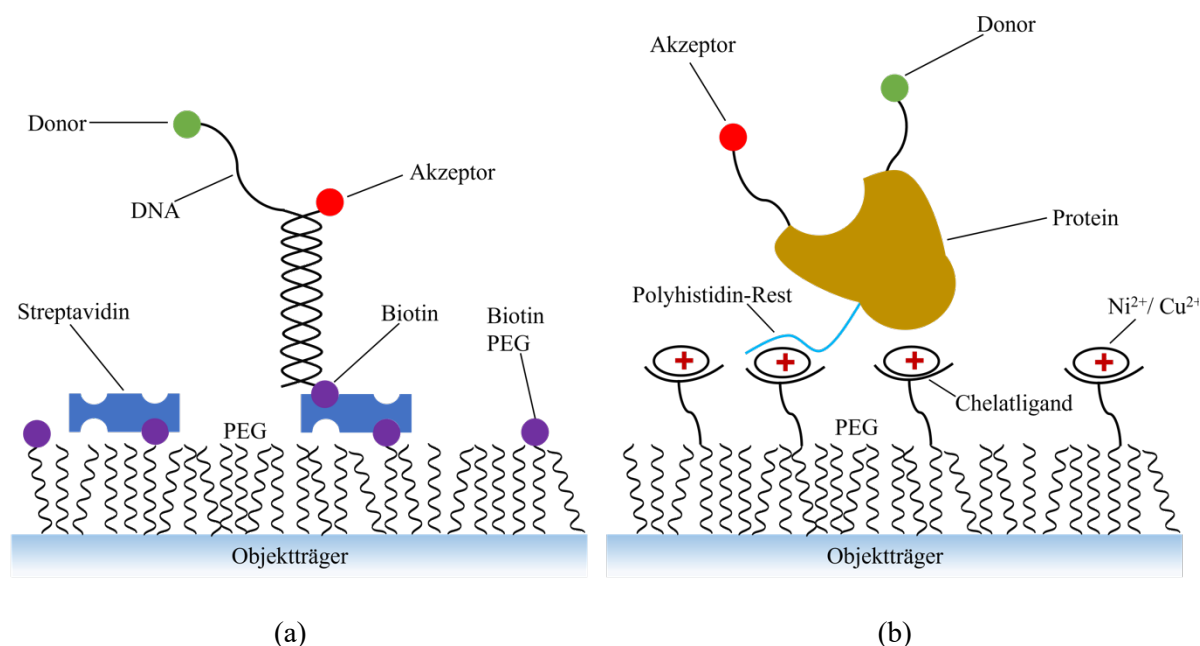 Donor
DNA
Akzeptor
Streptavidin
Biotin
Biotin
PEG
PEG
Objektträger
(a)
Donor
Akzeptor
Protein
Polyhistidin-Rest
Ni²⁺/ Cu²⁺
+
+
+
+
Chelatligand
PEG
Objektträger
(b)